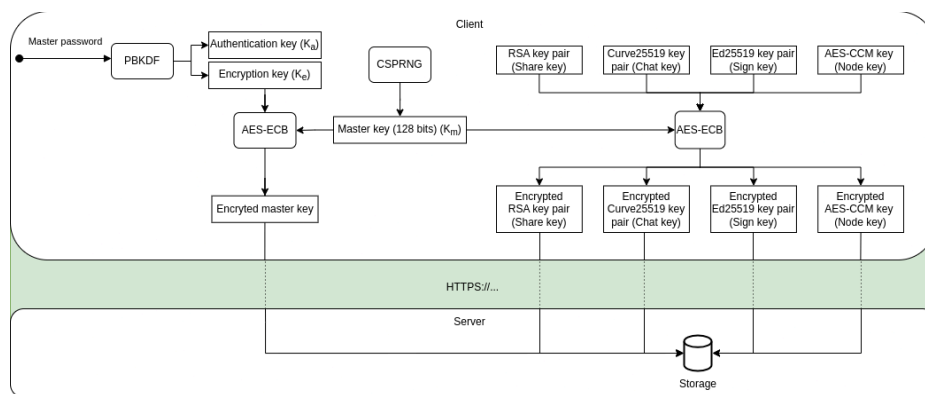 Client
Master password
PBKDF
Authentication key (Ka)
Encryption key (Ke)
CSPRNG
RSA key pair
(Share key)
Curve25519 key
pair (Chat key)
Ed25519 key pair
(Sign key)
AES-CCM key
(Node key)
AES-ECB
Master key (128 bits) (Km)
AES-ECB
Encryted master key
Encrypted
RSA key pair
(Share key)
Encrypted
Curve25519 key
pair (Chat key)
Encrypted
Ed25519 key pair
(Sign key)
Encrypted
AES-CCM key
(Node key)
HTTPS://...
Server
Storage